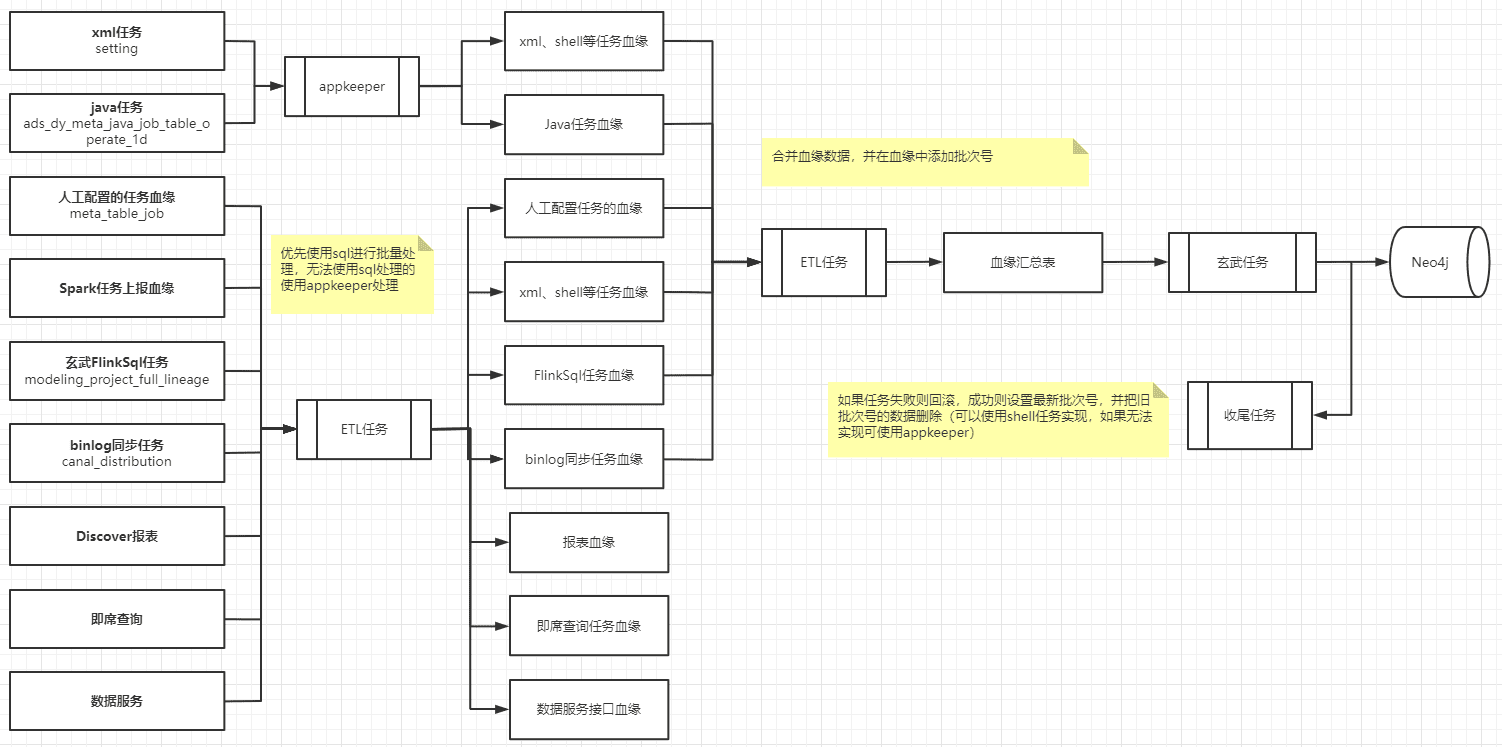 xml任务
setting
java任务
ads_dy_meta_java_job_table_o
perate_1d
人工配置的任务血缘
meta_table_job
Spark任务上报血缘
玄武FlinkSql任务
modeling_project_full_lineage
binlog同步任务
canal_distribution
Discover报表
即席查询
数据服务
appkeeper
优先使用sql进行批量处
理，无法使用sql处理的
使用appkeeper处理
ETL任务
xml、shell等任务血缘
Java任务血缘
人工配置任务的血缘
xml、shell等任务血缘
FlinkSql任务血缘
binlog同步任务血缘
报表血缘
即席查询任务血缘
数据服务接口血缘
合并血缘数据，并在血缘中添加批次号
ETL任务
血缘汇总表
玄武任务
Neo4j
如果任务失败则回滚，成功则设置最新批次号，并把旧
批次号的数据删除（可以使用shell任务实现，如果无法
实现可使用appkeeper）
收尾任务